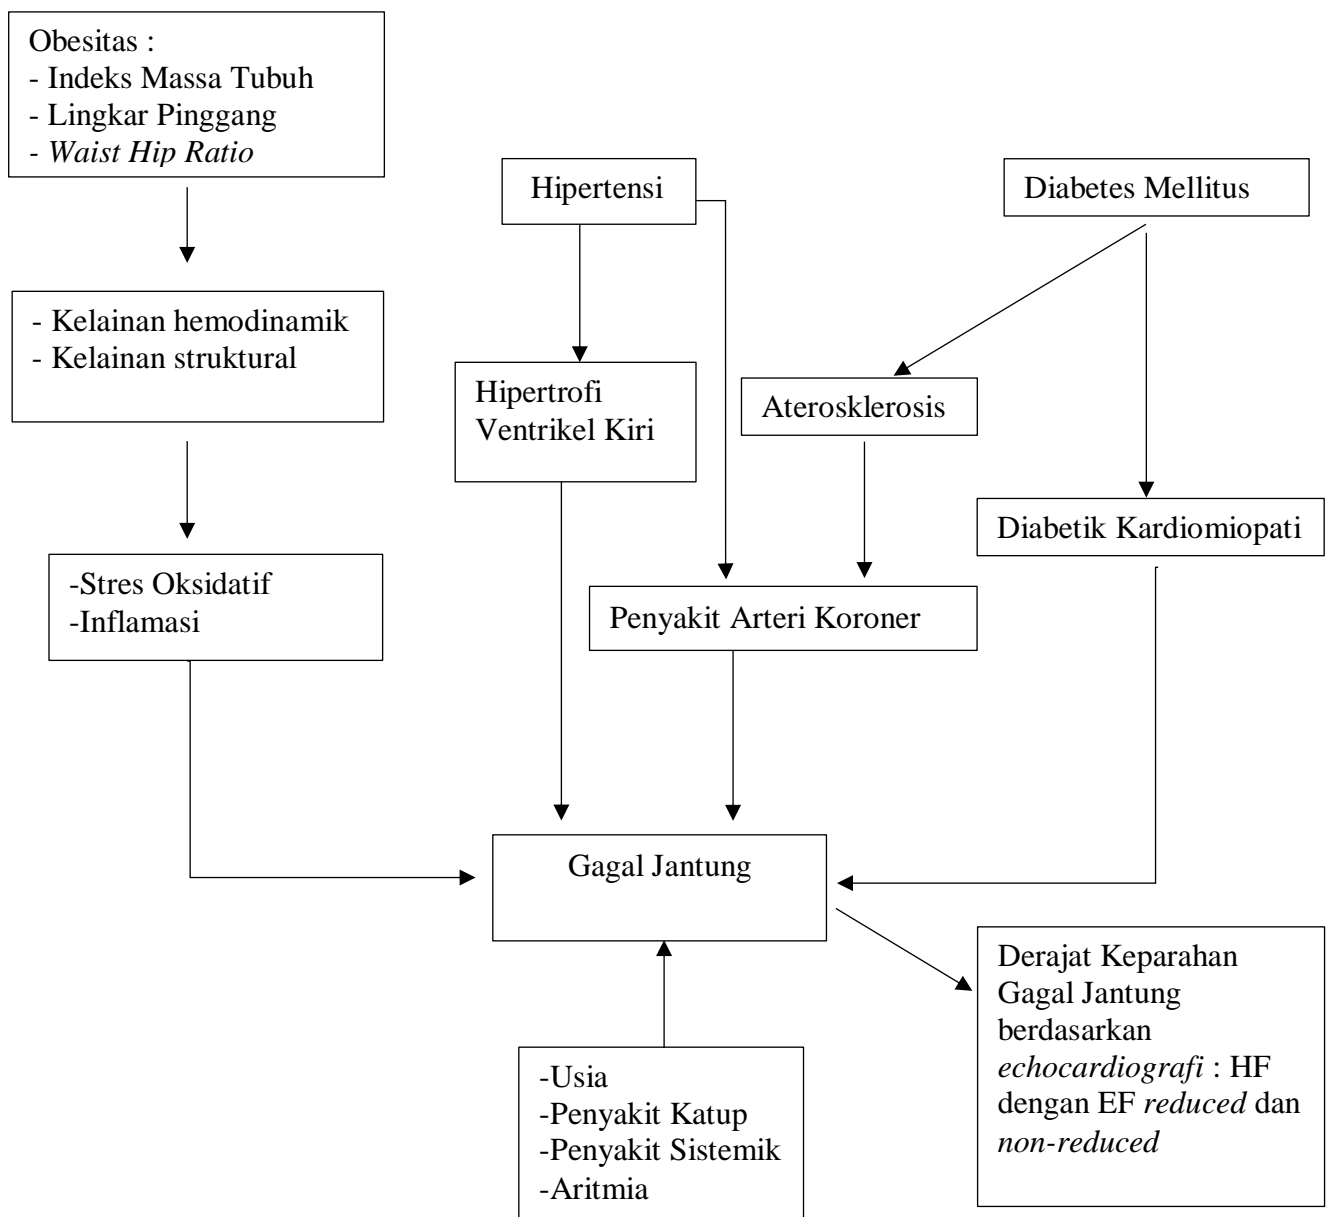 Obesitas :
- Indeks Massa Tubuh
- Lingkar Pinggang
- Waist Hip Ratio
Hipertensi
Diabetes Mellitus
- Kelainan hemodinamik
- Kelainan struktural
Hipertrofi
Ventrikel Kiri
Aterosklerosis
Diabetik Kardiomiopati
-Stres Oksidatif
-Inflamasi
Penyakit Arteri Koroner
Gagal Jantung
Derajat Keparahan
Gagal Jantung
berdasarkan
echocardiografi : HF
dengan EF reduced dan
non-reduced
-Usia
-Penyakit Katup
-Penyakit Sistemik
-Aritmia